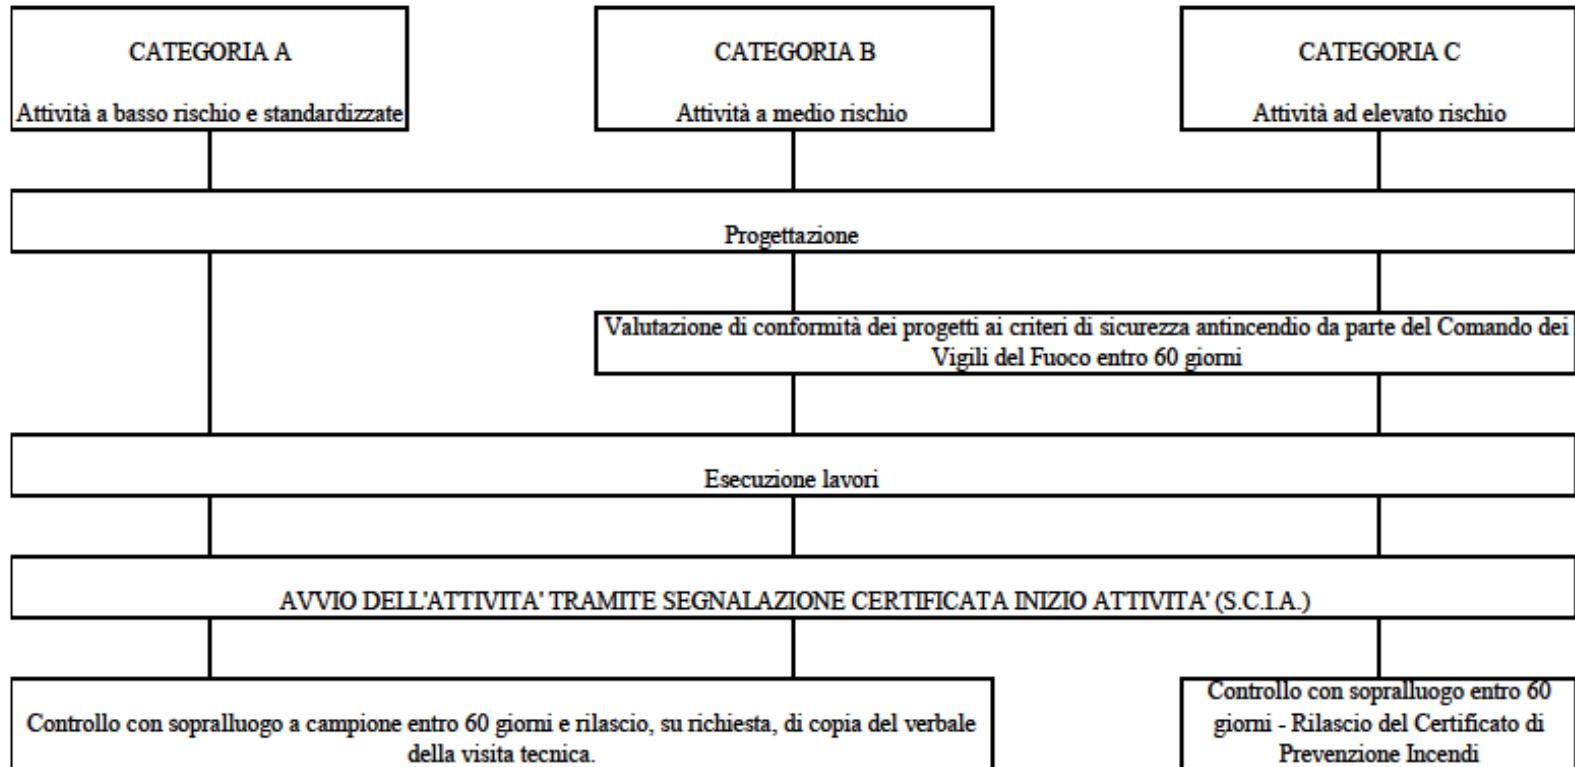 CATEGORIA A
Attività a basso rischio e standardizzate
CATEGORIA B
Attività a medio rischio
CATEGORIA C
Attività ad elevato rischio
Progettazione
Valutazione di conformità dei progetti ai criteri di sicurezza antincendio da parte del Comando dei
Vigili del Fuoco entro 60 giorni
Esecuzione lavori
AVVIO DELL'ATTIVITA' TRAMITE SEGNALAZIONE CERTIFICATA INIZIO ATTIVITA' (S.C.I.A.)
Controllo con sopralluogo a campione entro 60 giorni e rilascio, su richiesta, di copia del verbale
della visita tecnica.
Controllo con sopralluogo entro 60
giorni - Rilascio del Certificato di
Prevenzione Incendi